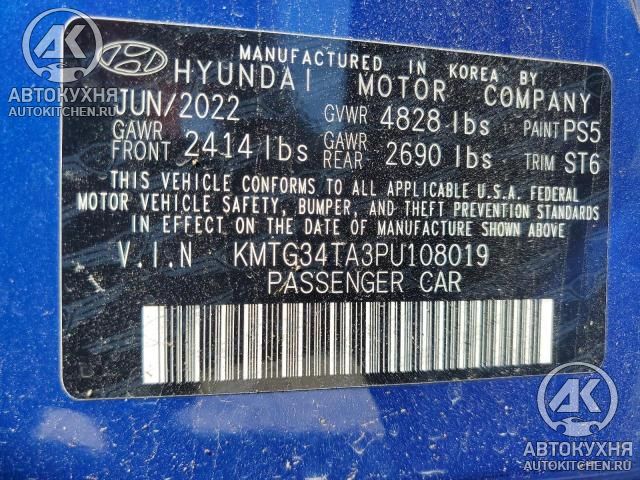 AK
АВТОКУХНЯ
AUTOKITCHEN.RU
MANUFACTURED IN KOREA BY
HYUNDAI MOTOR COMPANY
JUN/2022 GVWR 4828 lbs PAINT PS5
GAWR FRONT 2414 lbs GAWR REAR 2690 lbs TRIM ST6
THIS VEHICLE CONFORMS TO ALL APPLICABLE U.S.A. FEDERAL
MOTOR VEHICLE SAFETY, BUMPER, AND THEFT PREVENTION STANDARDS
IN EFFECT ON THE DATE OF MANUFACTURE SHOWN ABOVE.
V.I.N KMTG34TA3PU108019
PASSENGER CAR
AK
АВТОКУХНЯ
AUTOKITCHEN.RU